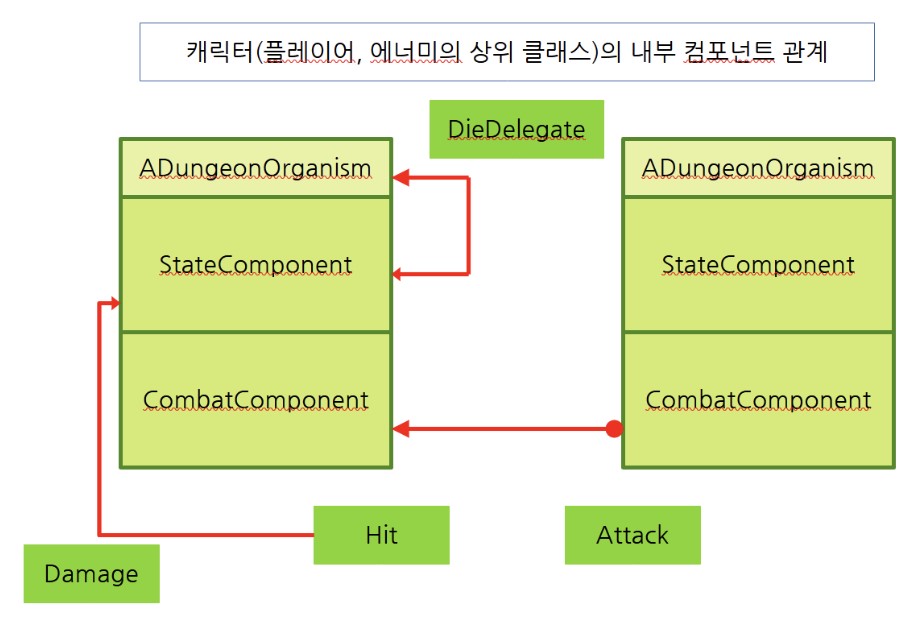 캐릭터(플레이어, 에너미의 상위 클래스)의 내부 컴포넌트 관계
DieDelegate
ADungeonOrganism
StateComponent
CombatComponent
ADungeonOrganism
StateComponent
CombatComponent
Hit
Attack
Damage